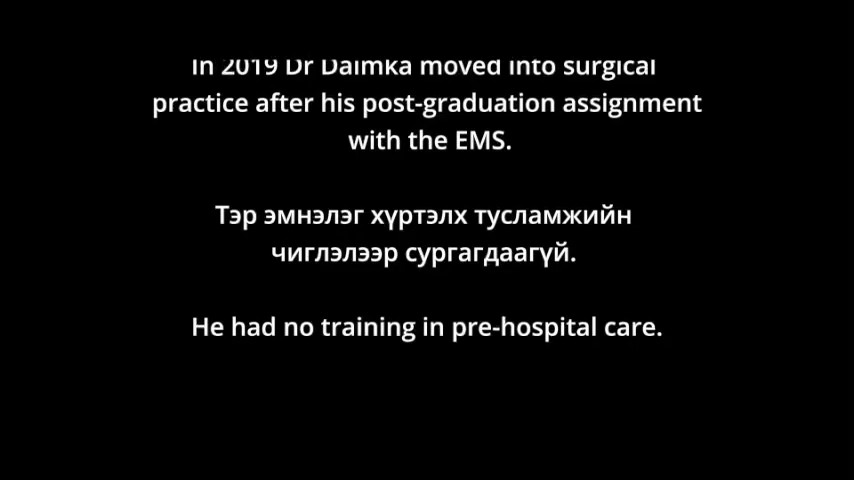 In 2019 Dr Daimka moved into surgical
practice after his post-graduation assignment
with the EMS.
Тэр эмнэлэг хүртэлх тусламжийн
чиглэлээр сургагдаагүй.
He had no training in pre-hospital care.